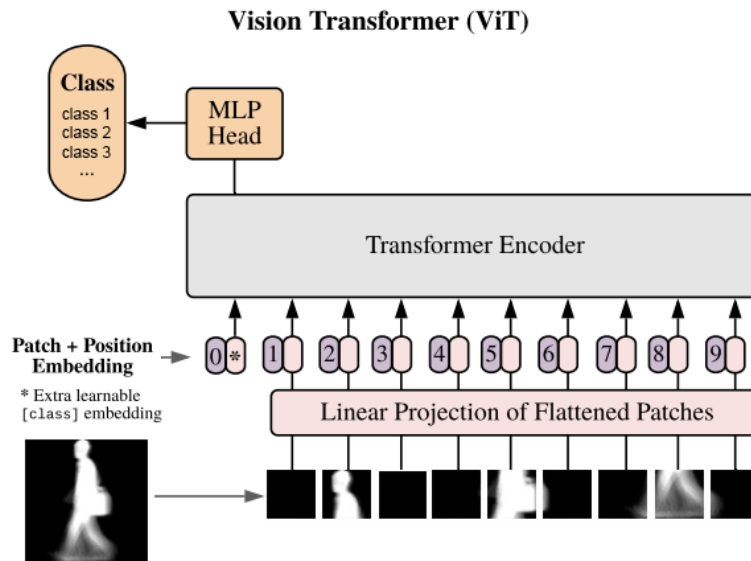 Vision Transformer (ViT)
Class
class 1
class 2
class 3
...
MLP
Head
Transformer Encoder
Patch + Position
Embedding
0 * 1 2 3 4 5 6 7 8 9
* Extra learnable
[class] embedding
Linear Projection of Flattened Patches